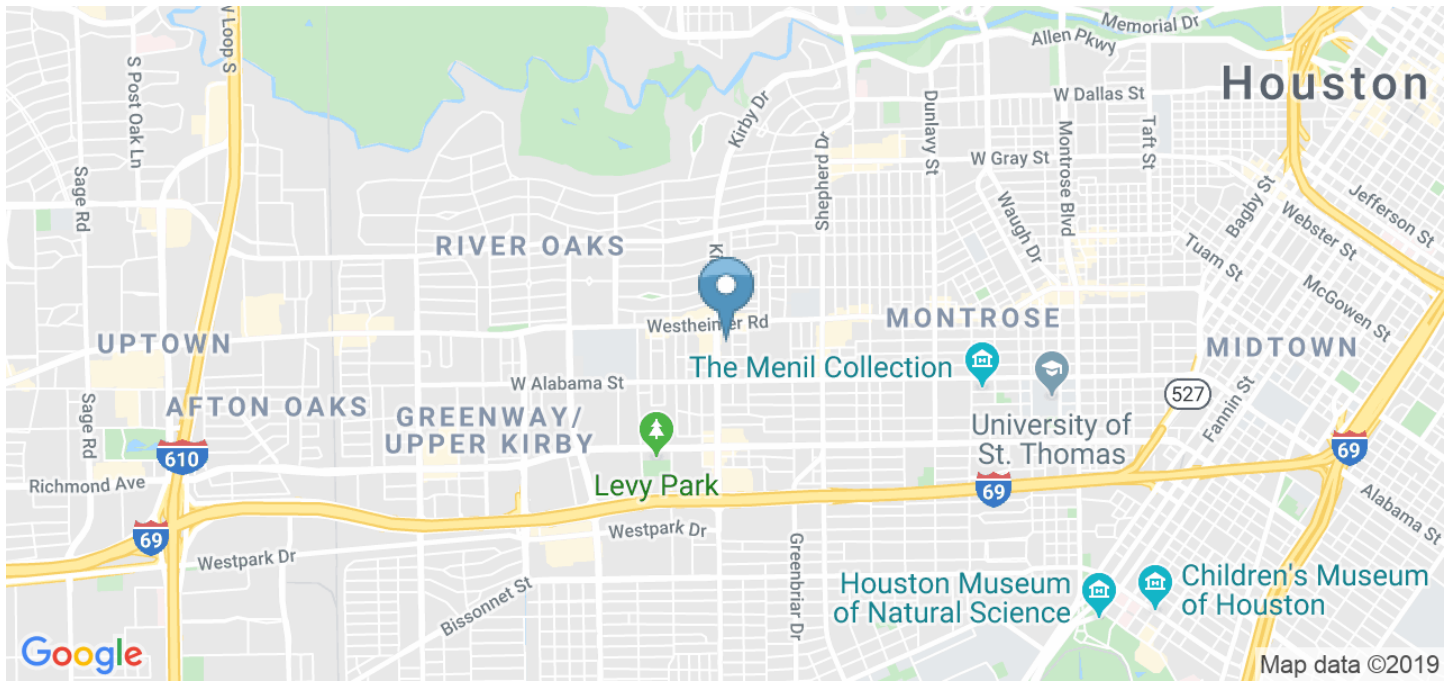 Memorial Dr
Allen Pkwy
W Loop S
S Post Oak Ln
Houston
W Dallas St
Kirby Dr
Dunlavy St
Montrose Blvd
Taft St
Shepherd Dr
W Gray St
Sage Rd
Waugh Dr
Bagby St
Jefferson St
Webster St
RIVER OAKS
Tuam St
McGowen St
Westheimer Rd
MONTROSE
UPTOWN
MIDTOWN
The Menil Collection
W Alabama St
527
Fannin St
Sage Rd
AFTON OAKS
GREENWAY/
UPPER KIRBY
University of
St. Thomas
610
69
Richmond Ave
Levy Park
69
Alabama St
Westpark Dr
69
Westpark Dr
Greenbriar Dr
Bissonnet St
Houston Museum
of Natural Science
Children's Museum
of Houston
Google
Map data ©2019